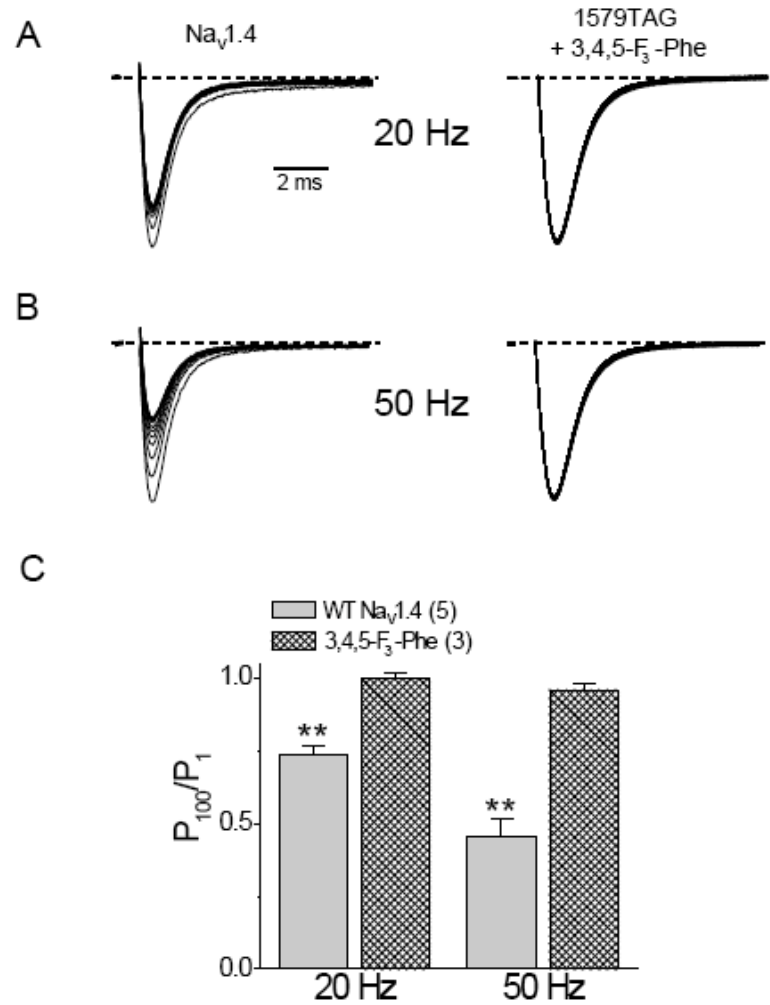 A
Naᵥ1.4
1579TAG
+ 3,4,5-F₃-Phe
20 Hz
2 ms
B
50 Hz
C
WT Naᵥ1.4 (5)
3,4,5-F₃-Phe (3)
P₁₀₀/P₁
1.0
0.5
0.0
**
**
20 Hz
50 Hz